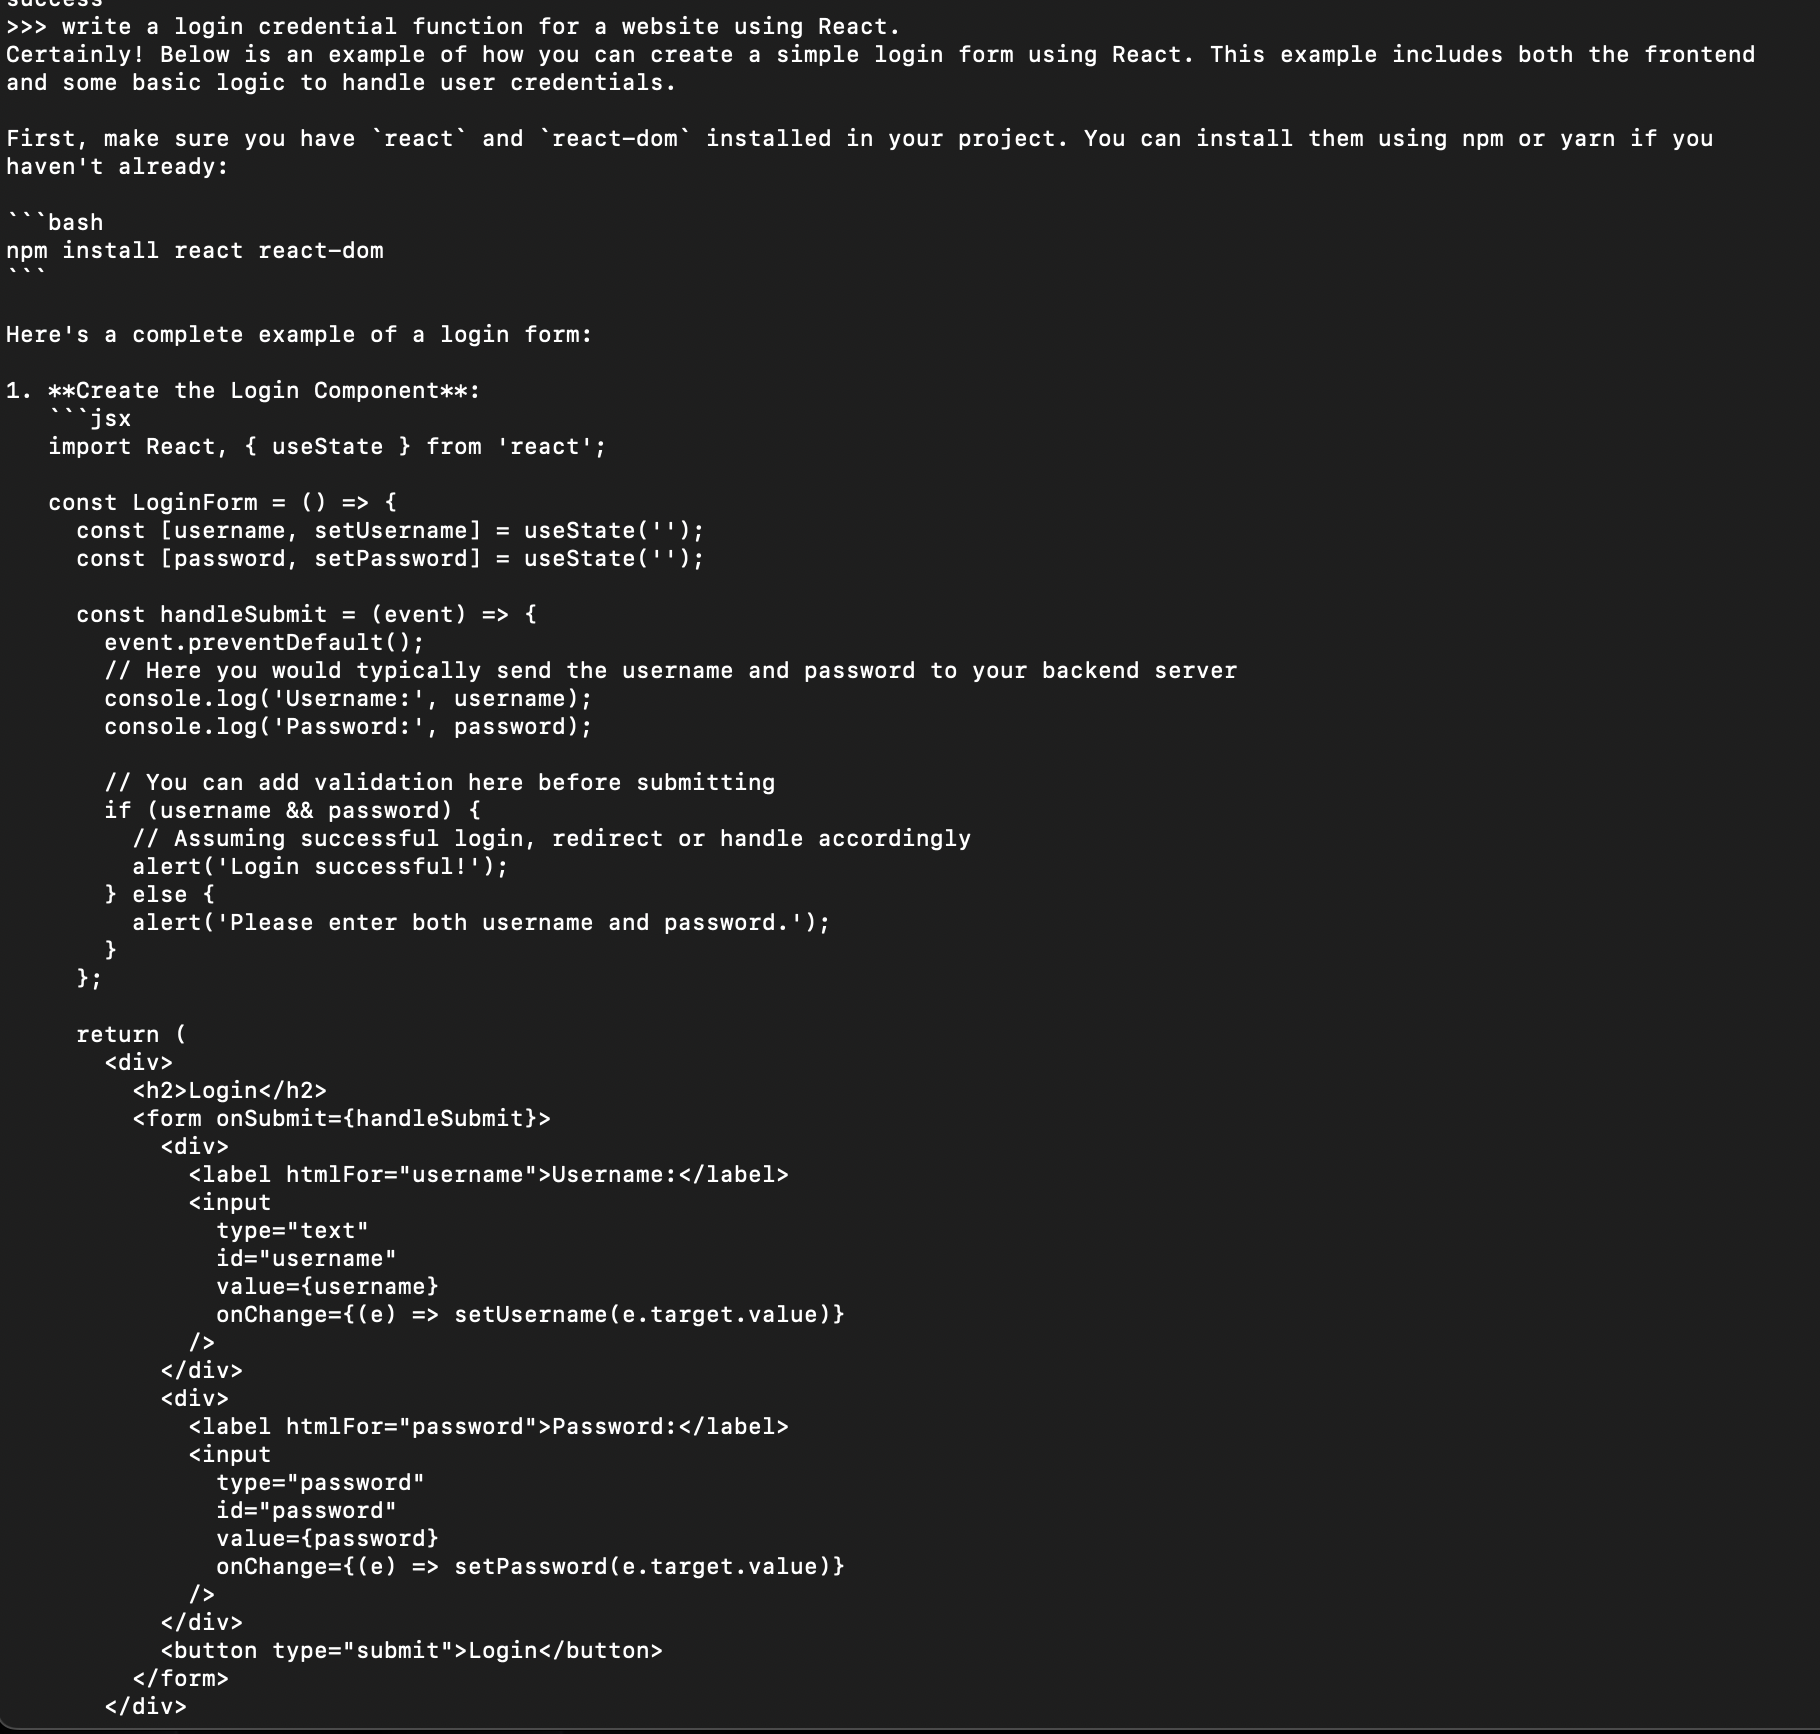 success
>>> write a login credential function for a website using React.
Certainly! Below is an example of how you can create a simple login form using React. This example includes both the frontend
and some basic logic to handle user credentials.

First, make sure you have `react` and `react-dom` installed in your project. You can install them using npm or yarn if you
haven't already:

```bash
npm install react react-dom
```

Here's a complete example of a login form:

1. **Create the Login Component**:
   ```jsx
   import React, { useState } from 'react';

   const LoginForm = () => {
     const [username, setUsername] = useState('');
     const [password, setPassword] = useState('');

     const handleSubmit = (event) => {
       event.preventDefault();
       // Here you would typically send the username and password to your backend server
       console.log('Username:', username);
       console.log('Password:', password);

       // You can add validation here before submitting
       if (username && password) {
         // Assuming successful login, redirect or handle accordingly
         alert('Login successful!');
       } else {
         alert('Please enter both username and password.');
       }
     };

     return (
       <div>
         <h2>Login</h2>
         <form onSubmit={handleSubmit}>
           <div>
             <label htmlFor="username">Username:</label>
             <input
               type="text"
               id="username"
               value={username}
               onChange={(e) => setUsername(e.target.value)}
             />
           </div>
           <div>
             <label htmlFor="password">Password:</label>
             <input
               type="password"
               id="password"
               value={password}
               onChange={(e) => setPassword(e.target.value)}
             />
           </div>
           <button type="submit">Login</button>
         </form>
       </div>